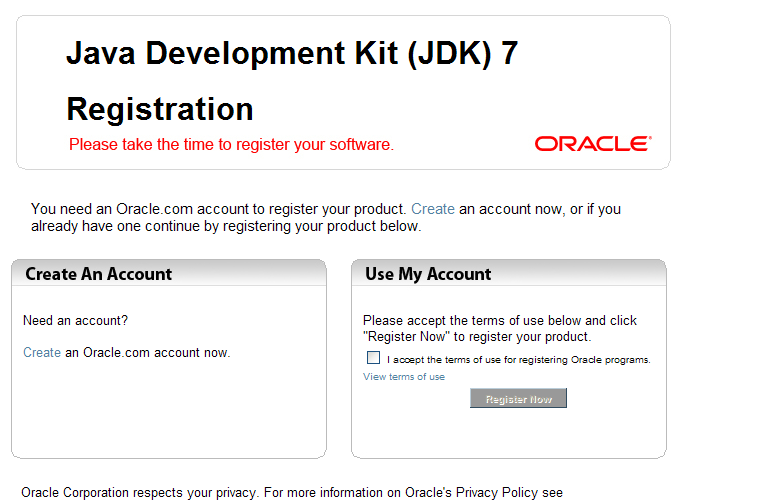 Java Development Kit (JDK) 7
Registration
Please take the time to register your software.
ORACLE®
You need an Oracle.com account to register your product. Create an account now, or if you
already have one continue by registering your product below.
Create An Account
Need an account?
Create an Oracle.com account now.
Use My Account
Please accept the terms of use below and click
"Register Now" to register your product.
I accept the terms of use for registering Oracle programs.
View terms of use
Register Now
Oracle Corporation respects your privacy. For more information on Oracle's Privacy Policy see